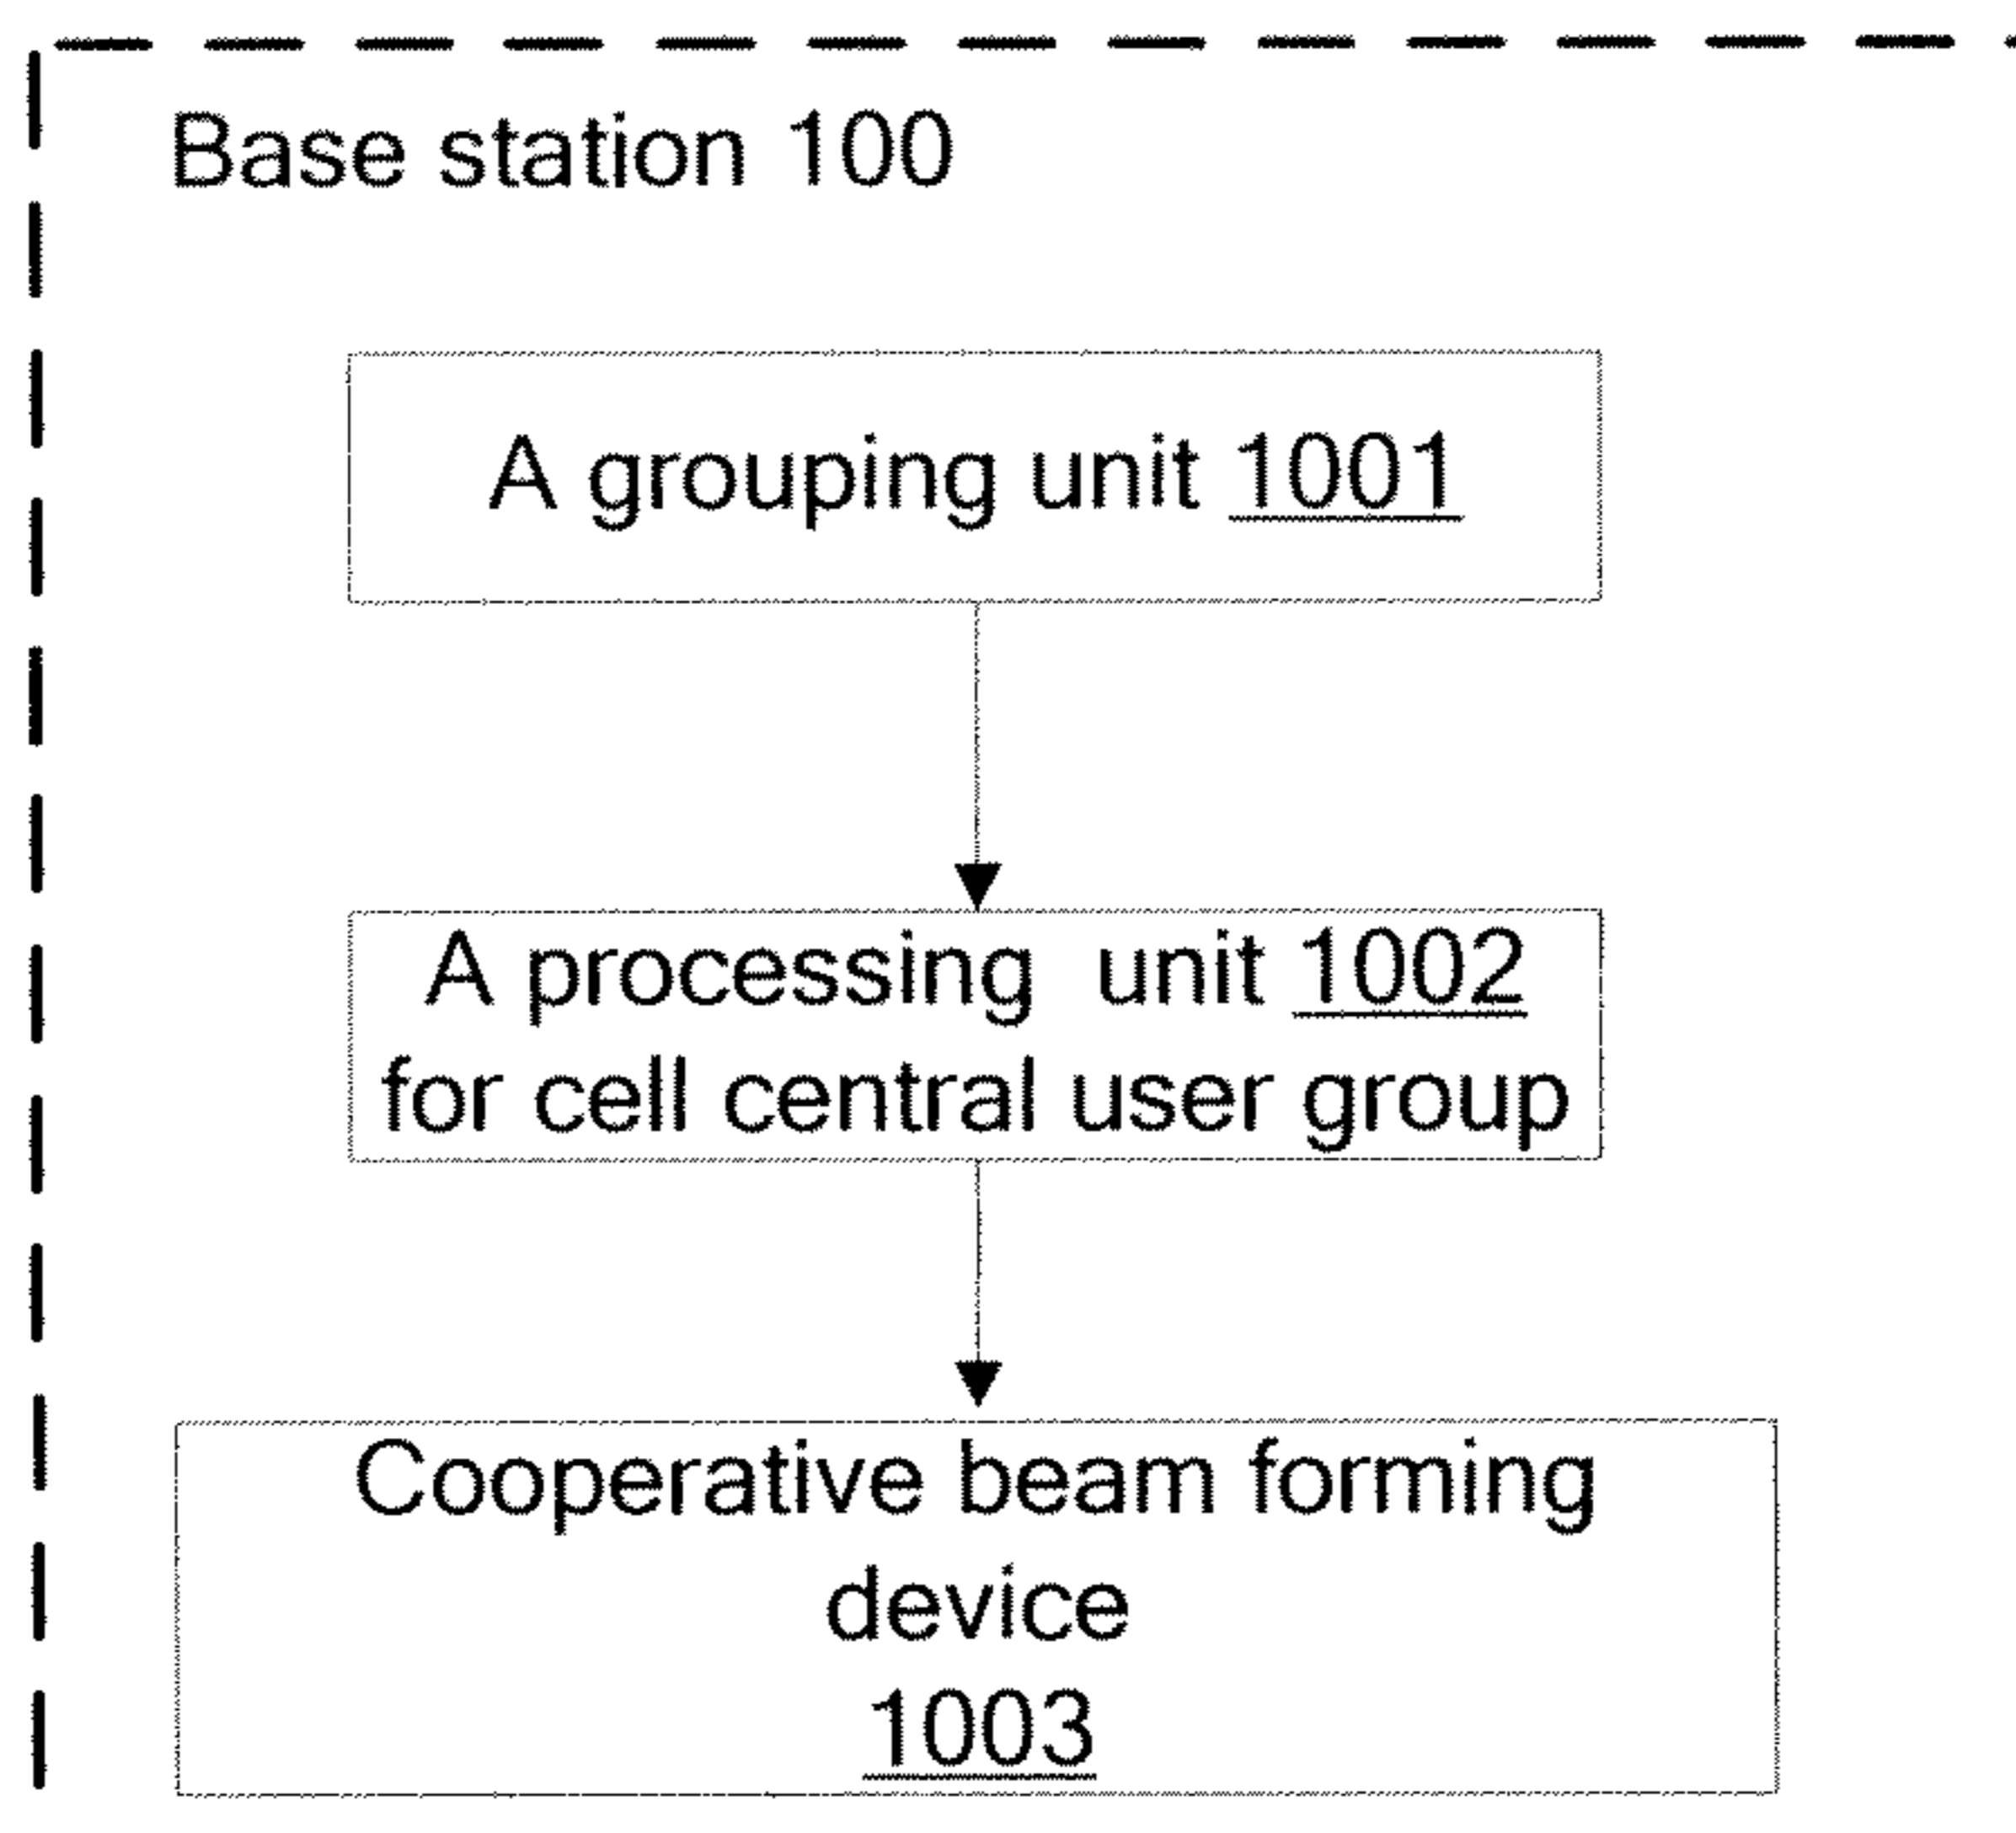 Base station 100
A grouping unit 1001
A processing unit 1002
for cell central user group
Cooperative beam forming
device
1003